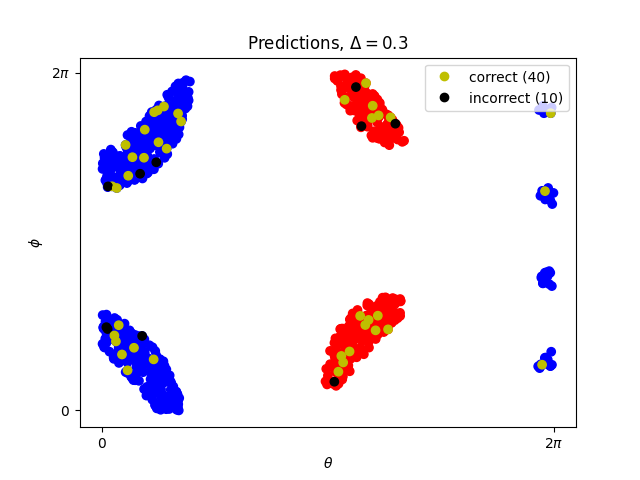 Predictions, Δ = 0.3
correct (40)
incorrect (10)
2π
ϕ
0
0
2π
θ